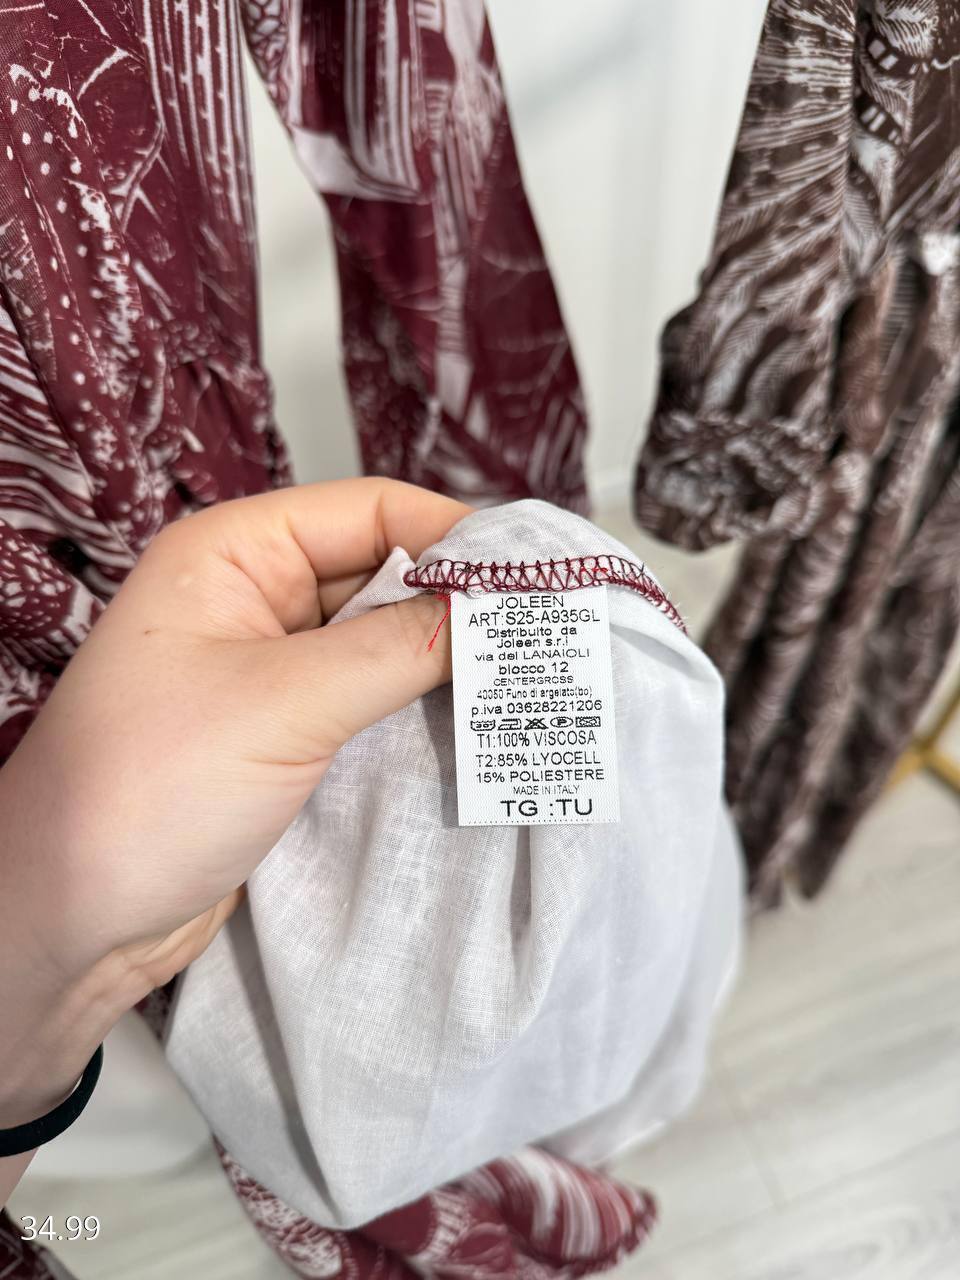 JOLEEN
ART:S25-A935GL
Distribuito da
Joleen s.r.l
via dei LANAIOLI
blocco 12
CENTERGROSS
40050 Funo di argelato(bo)
p.iva 03628221206
T1:100% VISCOSA
T2:85% LYOCELL
15% POLIESTERE
MADE IN ITALY
TG :TU
34.99